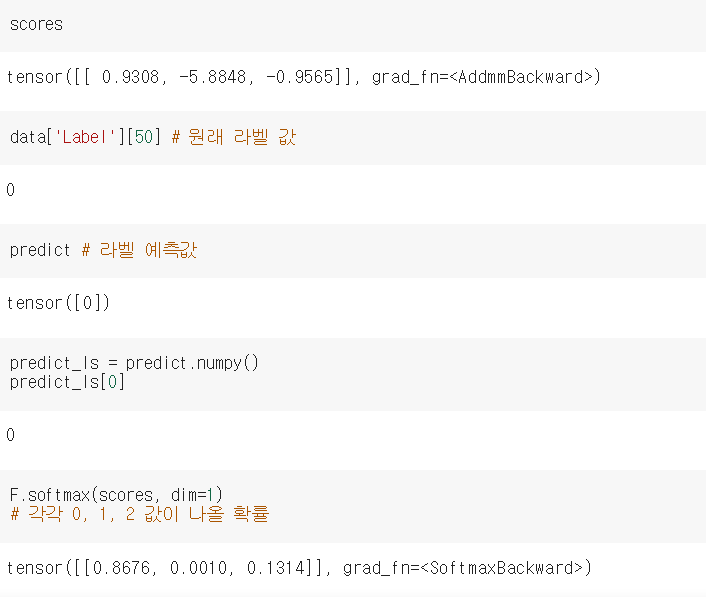 scores
tensor([[ 0.9308, -5.8848, -0.9565]], grad_fn=<AddmmBackward>)
data['Label'][50] # 원래 라벨 값
0
predict # 라벨 예측값
tensor([0])
predict_ls = predict.numpy()
predict_ls[0]
0
F.softmax(scores, dim=1)
# 각각 0, 1, 2 값이 나올 확률
tensor([[0.8676, 0.0010, 0.1314]], grad_fn=<SoftmaxBackward>)